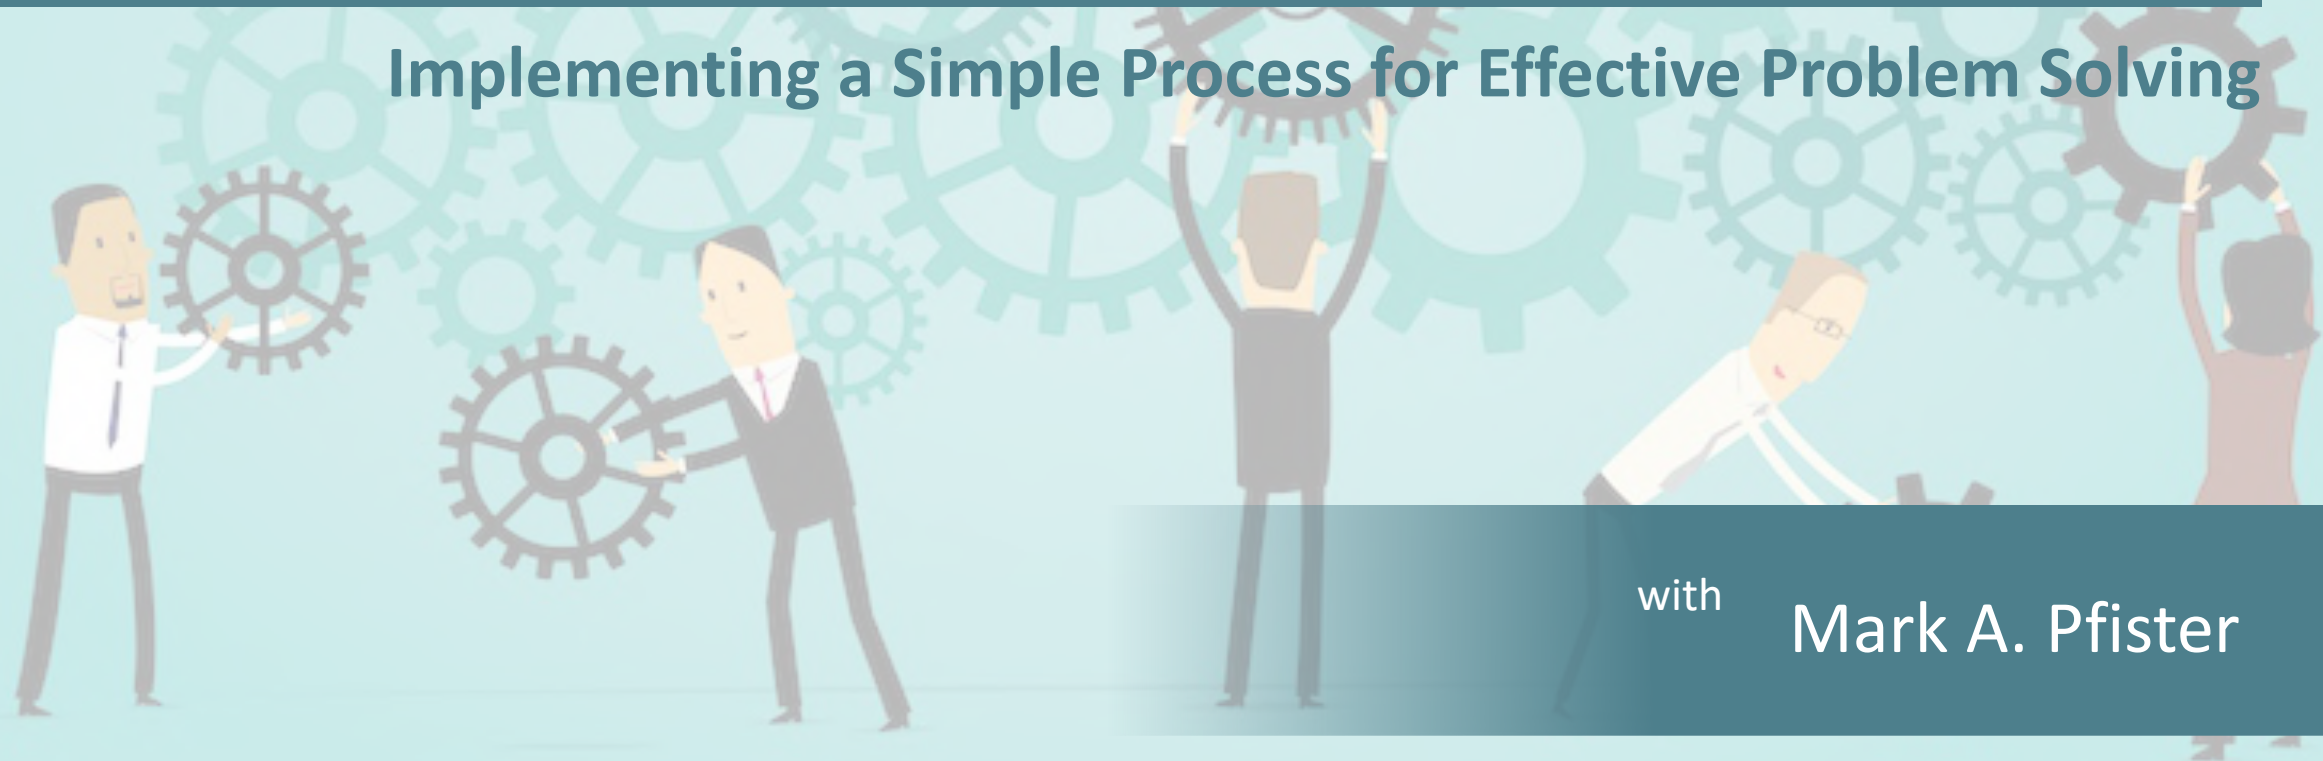 Implementing a Simple Process for Effective Problem Solving
with
Mark A. Pfister